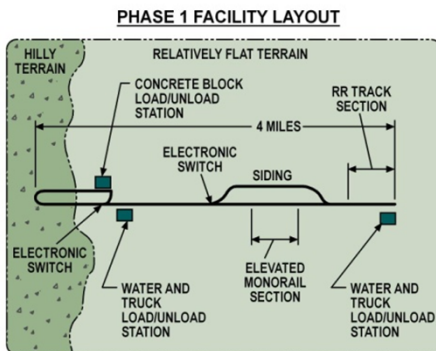 PHASE 1 FACILITY LAYOUT
HILLY
TERRAIN
RELATIVELY FLAT TERRAIN
CONCRETE BLOCK
LOAD/UNLOAD
STATION
RR TRACK
SECTION
4 MILES
ELECTRONIC
SWITCH
SIDING
ELECTRONIC
SWITCH
WATER AND
TRUCK
LOAD/UNLOAD
STATION
ELEVATED
MONORAIL
SECTION
WATER AND
TRUCK
LOAD/UNLOAD
STATION